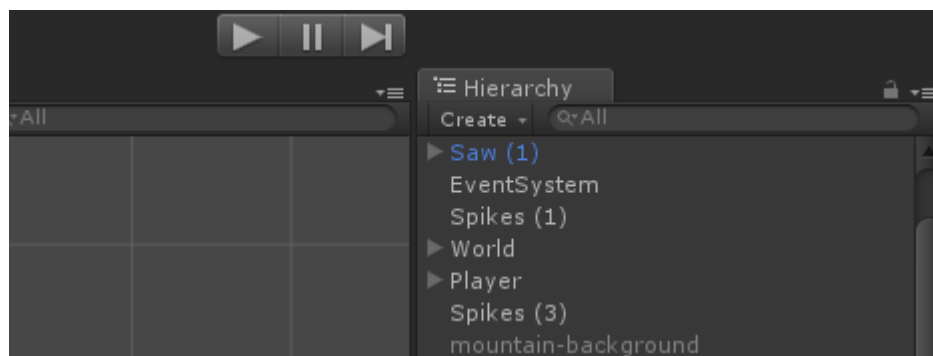 Hierarchy
All
Create All
Saw (1)
EventSystem
Spikes (1)
World
Player
Spikes (3)
mountain-background